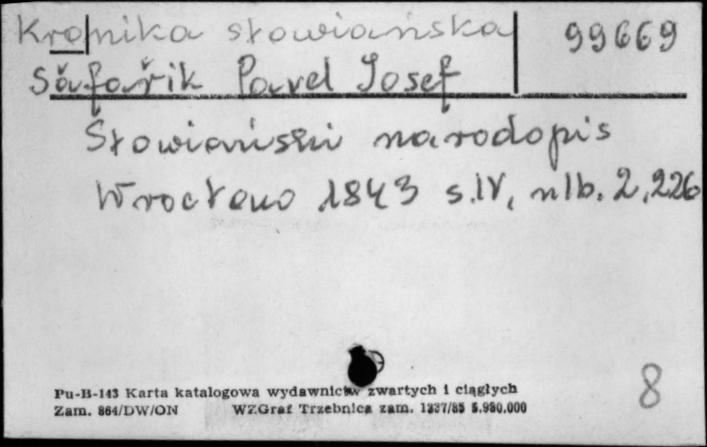 Kronika słowiańska 99669
Šafařik Pavel Josef
Słowiański narodopis
Wrocławo 1843 s.IV, nlb. 2, 226
Pu-B-143 Karta katalogowa wydawnictw zwartych i ciągłych
Zam. 864/DW/ON WZGraf Trzebnica zam. 1337/85 5.980.000
8